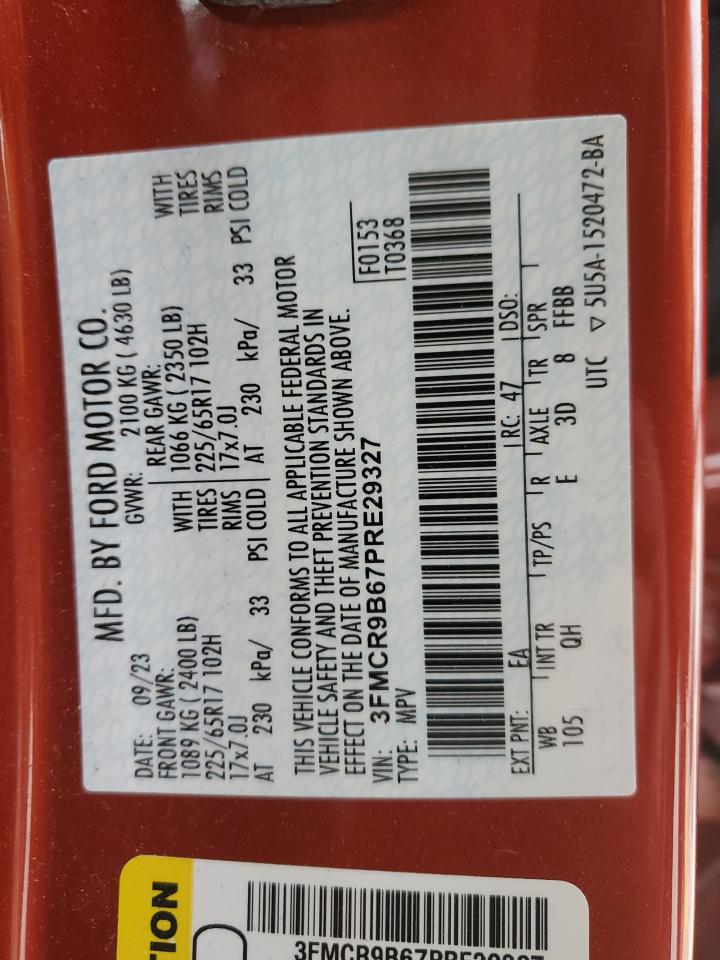 MFD. BY FORD MOTOR CO.
DATE: 09/23 GVWR: 2100 KG ( 4630 LB)
FRONT GAWR: REAR GAWR:
1089 KG ( 2400 LB) WITH 1066 KG ( 2350 LB) WITH
225/65R17 102H TIRES 225/65R17 102H TIRES
17x7.0J RIMS 17x7.0J RIMS
AT 230 kPa/ 33 PSI COLD AT 230 kPa/ 33 PSI COLD
THIS VEHICLE CONFORMS TO ALL APPLICABLE FEDERAL MOTOR
VEHICLE SAFETY AND THEFT PREVENTION STANDARDS IN
EFFECT ON THE DATE OF MANUFACTURE SHOWN ABOVE.
VIN: 3FMCR9B67PRE29327 F0153
TYPE: MPV T0368
EXT PNT: EA RC: 47 DSO:
WB INT TR TP/PS R AXLE TR SPR
105 QH E 3D 8 FFBB
UTC ▽ 5U5A-1520472-BA
TION